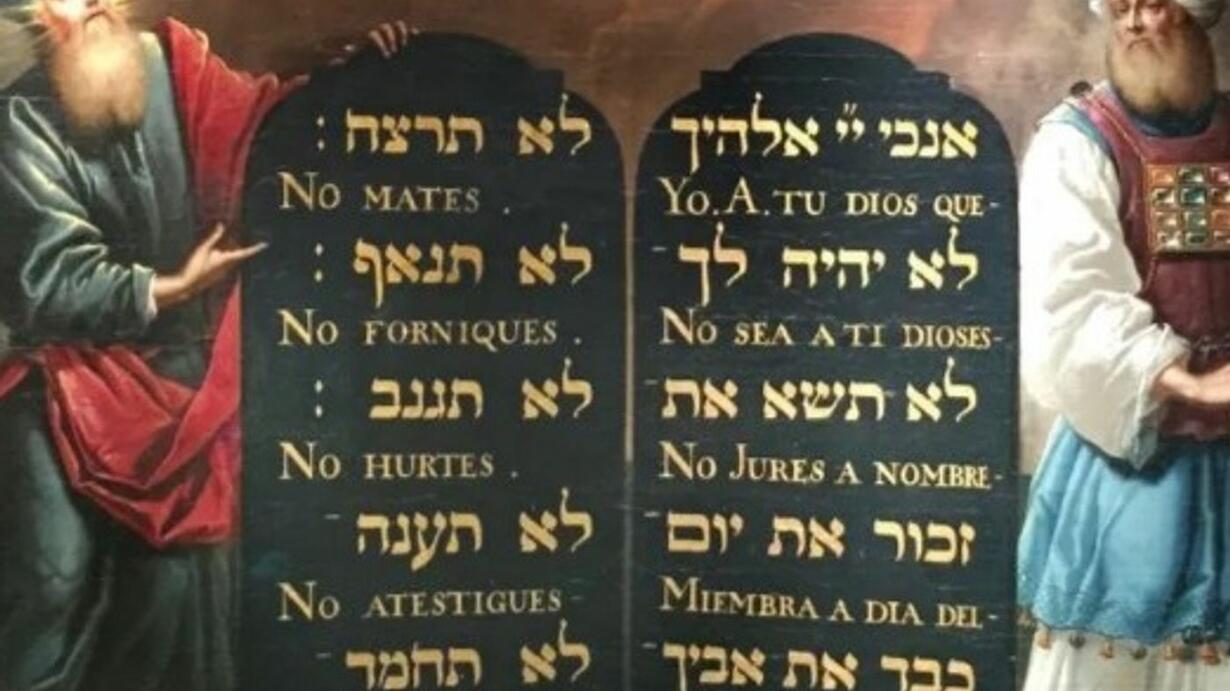 אנכי יי אלהיך
Yo. A. TU DIOS QUE-
לא יהיה לך -
No SEA A TI DIOSES-
לא תשא את -
No JURES A NOMBRE-
זכור את יום -
MIEMBRA A DIA DEL-
כבד את אביך -
לא תרצח :
No MATES .
לא תנאף :
No FORNIQUES .
לא תגנב :
No HURTES .
לא תענה -
No ATESTIGUES -
לא תחמד -